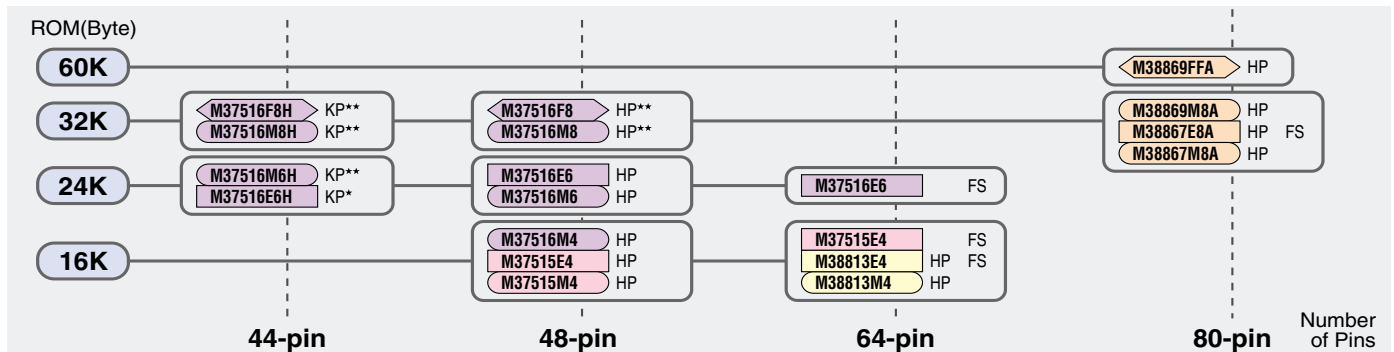 ROM(Byte)
60K
M38869FFA HP
32K
M37516F8H KP★★
M37516M8H KP★★
M37516F8 HP★★
M37516M8 HP★★
M38869M8A HP
M38867E8A HP FS
M38867M8A HP
24K
M37516M6H KP★★
M37516E6H KP★
M37516E6 HP
M37516M6 HP
M37516E6 FS
16K
M37516M4 HP
M37515E4 HP
M37515M4 HP
M37515E4 FS
M38813E4 HP FS
M38813M4 HP
44-pin 48-pin 64-pin 80-pin
Number
of Pins